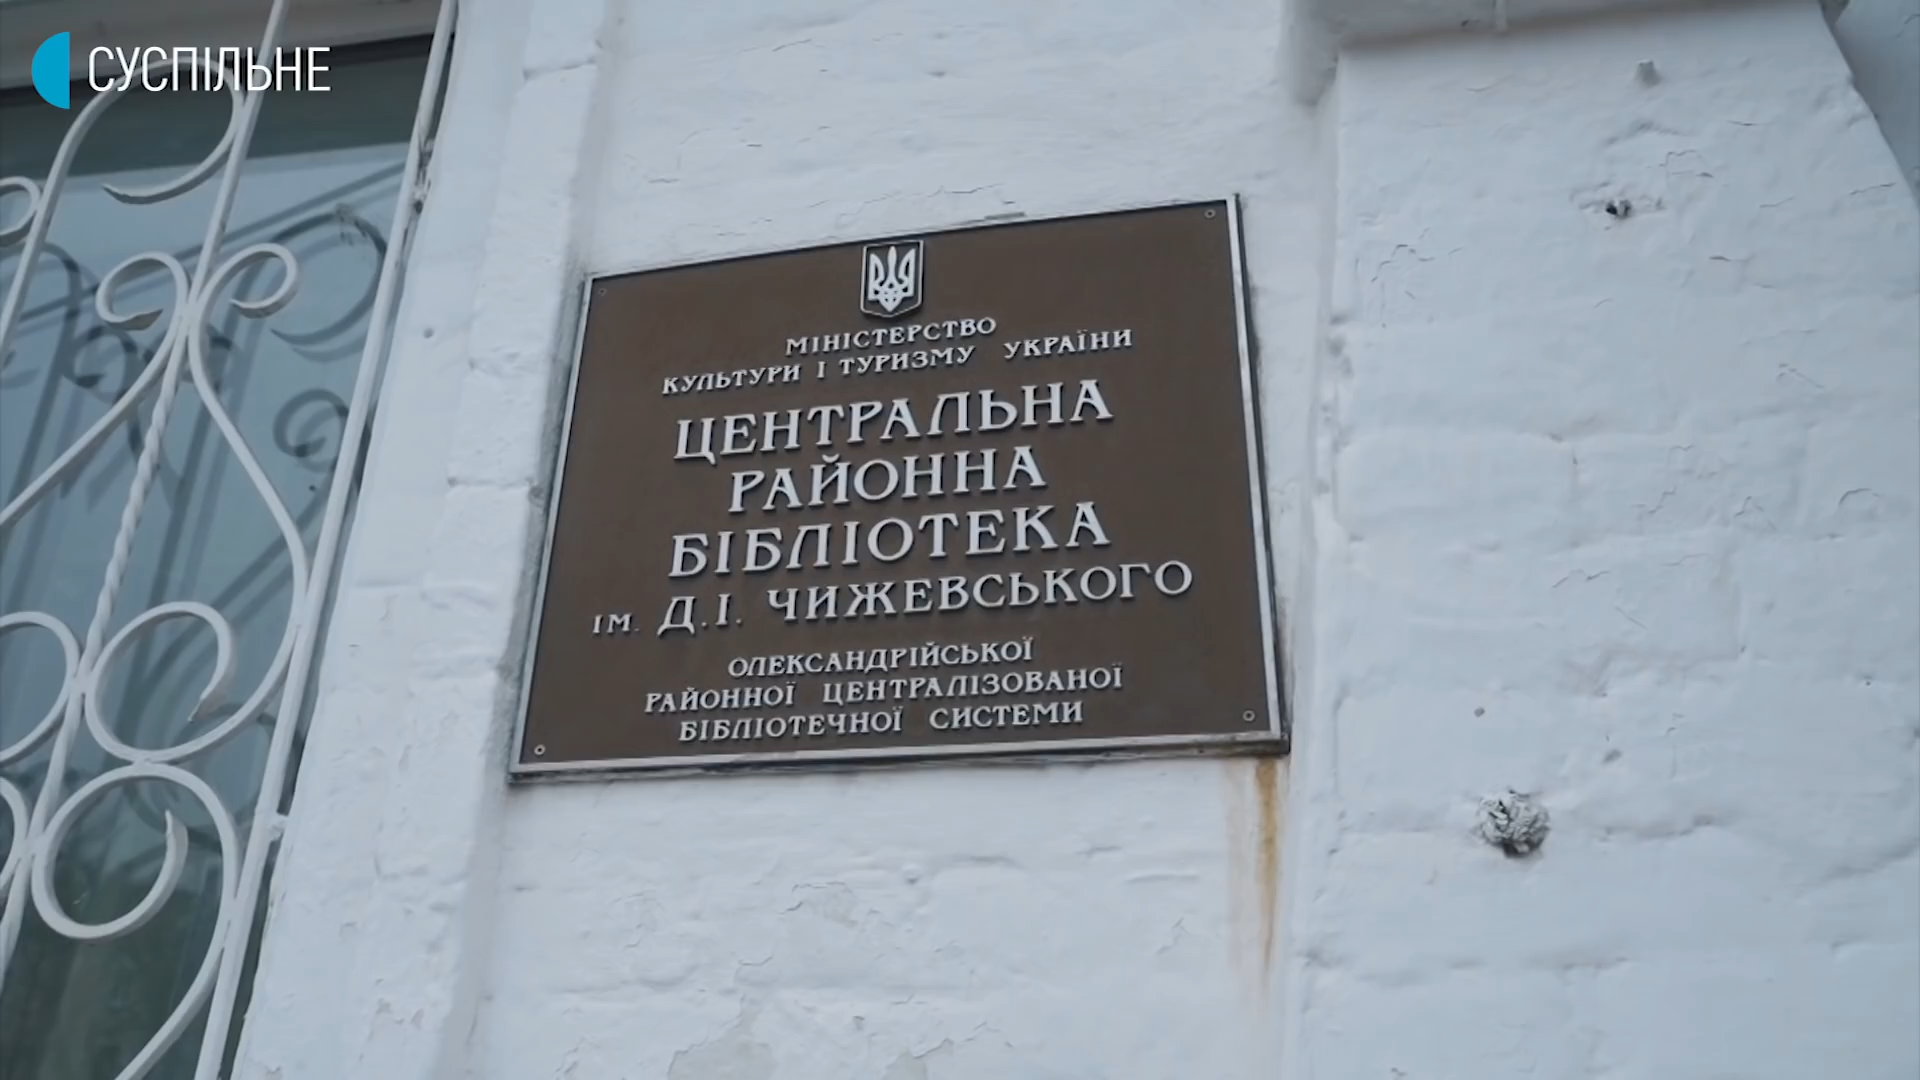 СУСПІЛЬНЕ
МІНІСТЕРСТВО
КУЛЬТУРИ І ТУРИЗМУ УКРАЇНИ
ЦЕНТРАЛЬНА
РАЙОННА
БІБЛІОТЕКА
ІМ. Д.І. ЧИЖЕВСЬКОГО
ОЛЕКСАНДРІЙСЬКОЇ
РАЙОННОЇ ЦЕНТРАЛІЗОВАНОЇ
БІБЛІОТЕЧНОЇ СИСТЕМИ